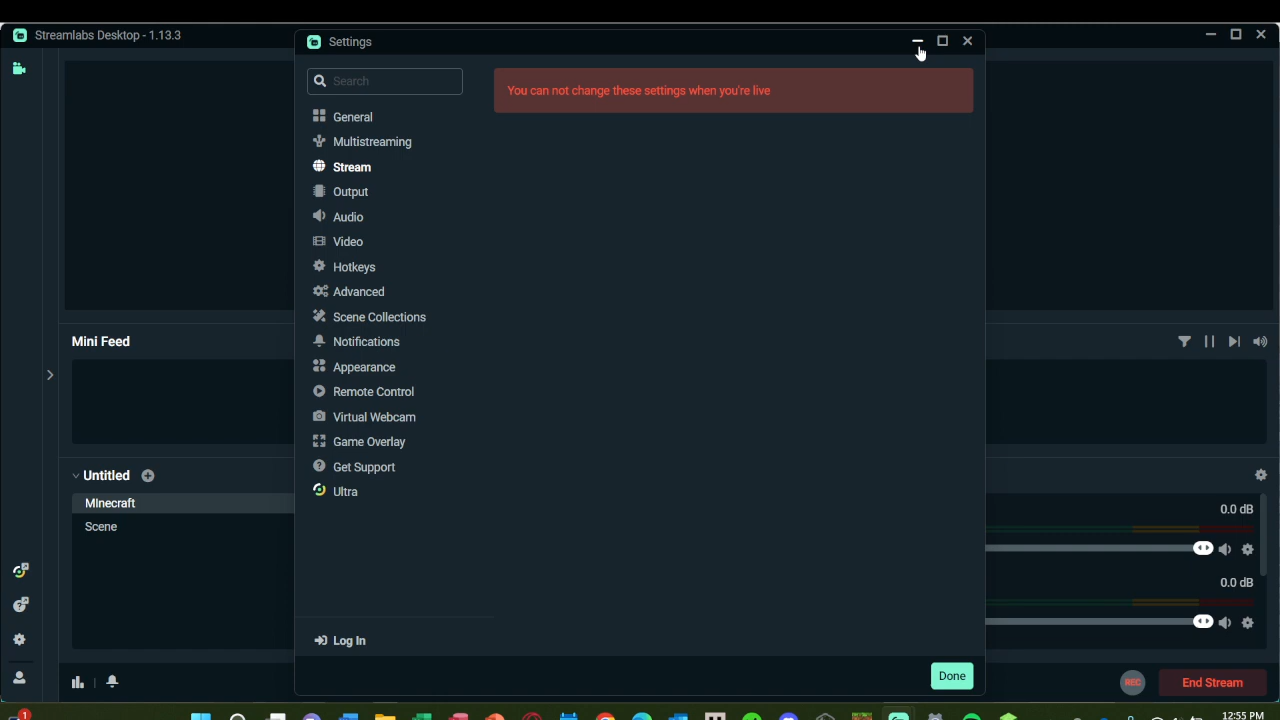 Streamlabs Desktop - 1.13.3
Settings
Search
You can not change these settings when you're live
General
Multistreaming
Stream
Output
Audio
Video
Hotkeys
Advanced
Scene Collections
Notifications
Appearance
Remote Control
Virtual Webcam
Game Overlay
Get Support
Ultra
Mini Feed
Untitled
MInecraft
Scene
0.0 dB
0.0 dB
Log In
Done
REC
End Stream
1
12:55 PM